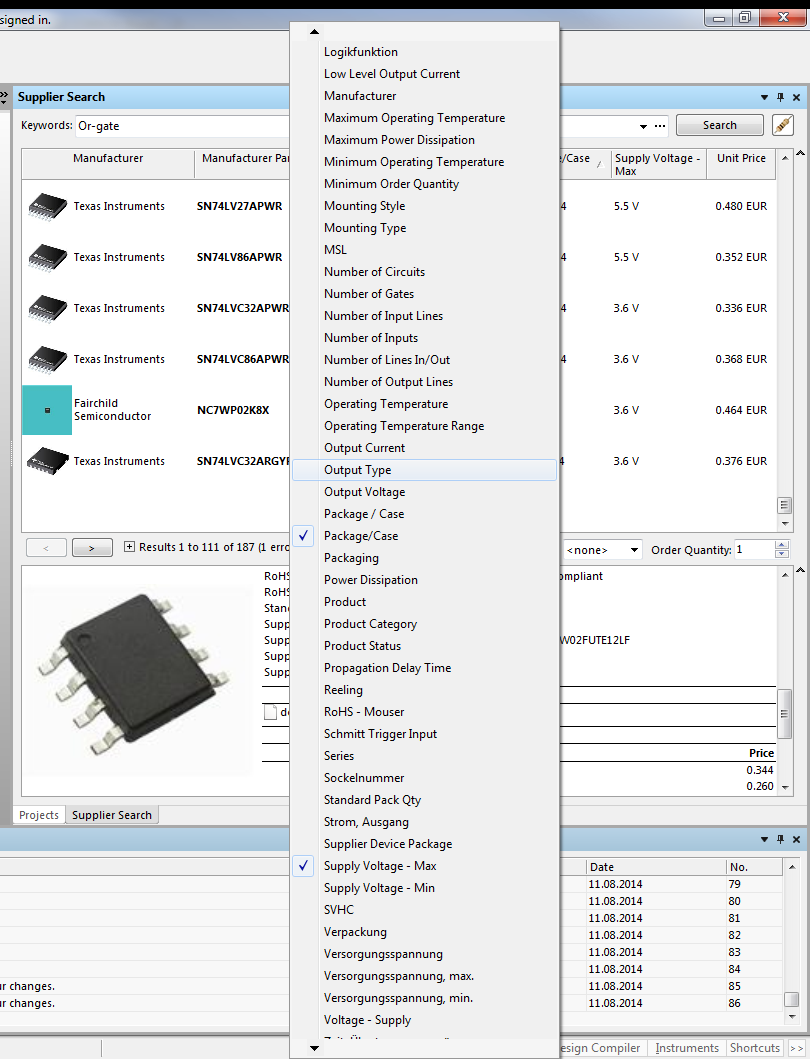 signed in.
Supplier Search
Keywords: Or-gate
Search
Manufacturer
Manufacturer Par
/Case
Supply Voltage -
Max
Unit Price
Texas Instruments SN74LV27APWR 4 5.5 V 0.480 EUR
Texas Instruments SN74LV86APWR 4 5.5 V 0.352 EUR
Texas Instruments SN74LVC32APWR 4 3.6 V 0.336 EUR
Texas Instruments SN74LVC86APWR 4 3.6 V 0.368 EUR
Fairchild
Semiconductor
NC7WP02K8X 3.6 V 0.464 EUR
Texas Instruments SN74LVC32ARGYR 4 3.6 V 0.376 EUR
< > Results 1 to 111 of 187 (1 erro
<none> Order Quantity: 1
RoHS
RoHS
Stan
Supp
Supp
Supp
Supp
ompliant
W02FUTE12LF
de
Price
0.344
0.260
Projects Supplier Search
Logikfunktion
Low Level Output Current
Manufacturer
Maximum Operating Temperature
Maximum Power Dissipation
Minimum Operating Temperature
Minimum Order Quantity
Mounting Style
Mounting Type
MSL
Number of Circuits
Number of Gates
Number of Input Lines
Number of Inputs
Number of Lines In/Out
Number of Output Lines
Operating Temperature
Operating Temperature Range
Output Current
Output Type
Output Voltage
Package / Case
Package/Case
Packaging
Power Dissipation
Product
Product Category
Product Status
Propagation Delay Time
Reeling
RoHS - Mouser
Schmitt Trigger Input
Series
Sockelnummer
Standard Pack Qty
Strom, Ausgang
Supplier Device Package
Supply Voltage - Max
Supply Voltage - Min
SVHC
Verpackung
Versorgungsspannung
Versorgungsspannung, max.
Versorgungsspannung, min.
Voltage - Supply
Date No.
11.08.2014 79
11.08.2014 80
11.08.2014 81
11.08.2014 82
11.08.2014 83
11.08.2014 84
ur changes. 11.08.2014 85
ur changes. 11.08.2014 86
esign Compiler Instruments Shortcuts >>